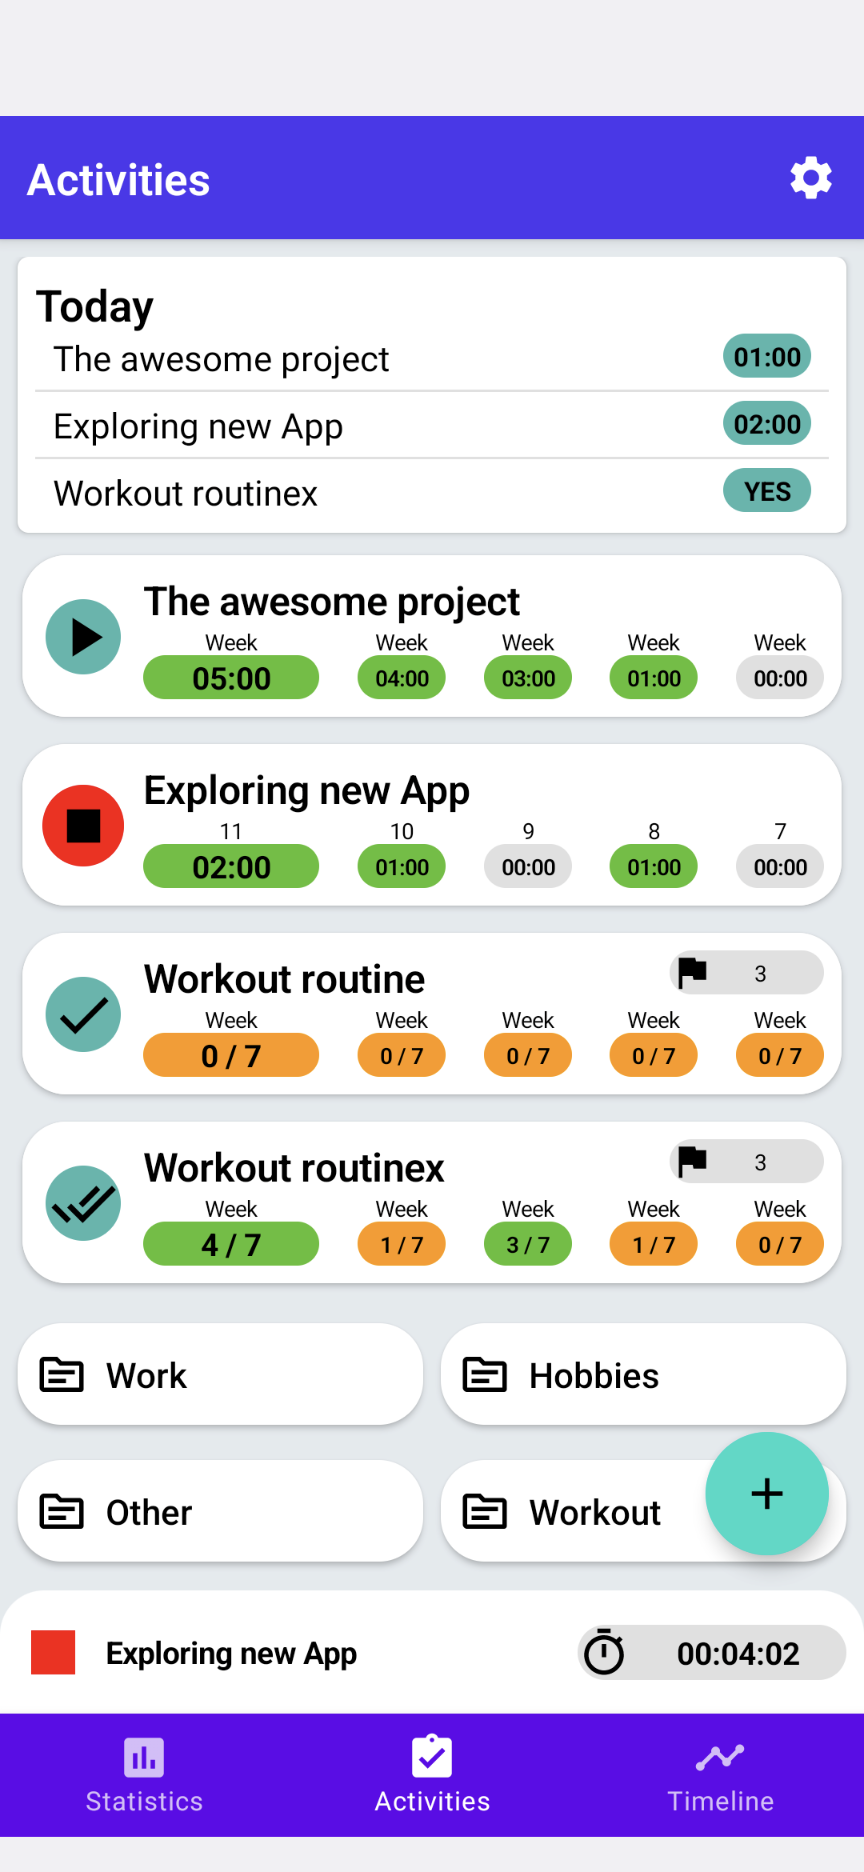 Activities
Today
The awesome project 01:00
Exploring new App 02:00
Workout routinex YES
The awesome project
Week Week Week Week Week
05:00 04:00 03:00 01:00 00:00
Exploring new App
11 10 9 8 7
02:00 01:00 00:00 01:00 00:00
Workout routine 3
Week Week Week Week Week
0 / 7 0 / 7 0 / 7 0 / 7 0 / 7
Workout routinex 3
Week Week Week Week Week
4 / 7 1 / 7 3 / 7 1 / 7 0 / 7
Work Hobbies
Other Workout
Exploring new App 00:04:02
Statistics Activities Timeline